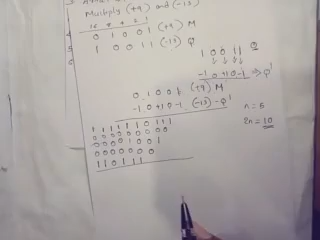 Multiply (+9) and (-13)
16 8 4 2 1
0 1 0 0 1 (+9) M
1 0 0 1 1 (-13) Q
1 0 0 1 1 Q
-1 0 +1 0 -1 ⇒ Q'
0 1 0 0 1 (+9) M
-1 0 +1 0 -1 (-13) - Q'
n = 5
1 1 1 1 1 1 0 1 1 1
0 0 0 0 0 0 0 0 0
2n = 10
0 0 0 0 1 0 0 1
0 0 0 0 0 0 0
1 1 0 1 1 1